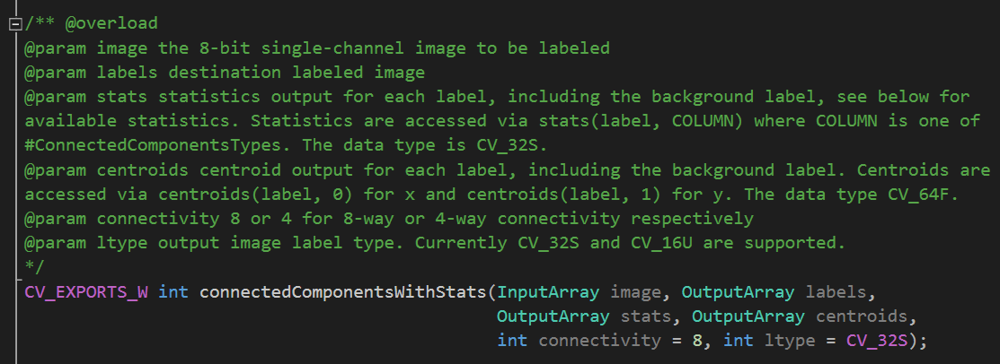 /** @overload
@param image the 8-bit single-channel image to be labeled
@param labels destination labeled image
@param stats statistics output for each label, including the background label, see below for
available statistics. Statistics are accessed via stats(label, COLUMN) where COLUMN is one of
#ConnectedComponentsTypes. The data type is CV_32S.
@param centroids centroid output for each label, including the background label. Centroids are
accessed via centroids(label, 0) for x and centroids(label, 1) for y. The data type CV_64F.
@param connectivity 8 or 4 for 8-way or 4-way connectivity respectively
@param ltype output image label type. Currently CV_32S and CV_16U are supported.
*/
CV_EXPORTS_W int connectedComponentsWithStats(InputArray image, OutputArray labels,
OutputArray stats, OutputArray centroids,
int connectivity = 8, int ltype = CV_32S);